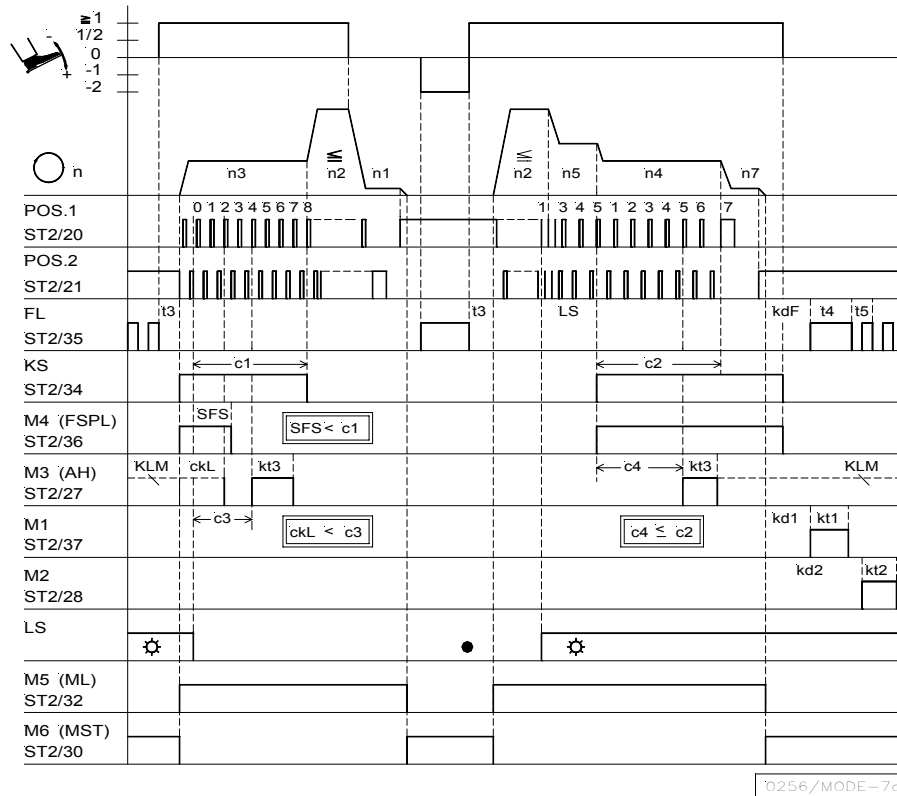 ≧1
1/2
0
-1
-2
- +
n n3 n2 n1 n2 n5 n4 n7
POS.1 0 1 2 3 4 5 6 7 8 1 3 4 5 1 2 3 4 5 6 7
ST2/20
POS.2
ST2/21
FL t3 t3 LS kdF t4 t5
ST2/35
KS c1 c2
ST2/34
M4 (FSPL) SFS
ST2/36 SFS < c1
M3 (AH) KLM ckL kt3 c4 kt3 KLM
ST2/27
c3
M1 ckL < c3 c4 ≤ c2 kd1 kt1
ST2/37
M2 kd2 kt2
ST2/28
LS
M5 (ML)
ST2/32
M6 (MST)
ST2/30
0256/MODE-7